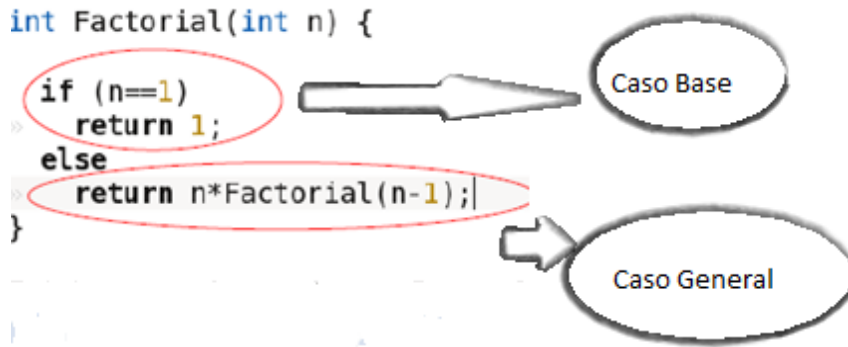 int Factorial(int n) {
if (n==1)
return 1;
else
return n*Factorial(n-1);
}
Caso Base
Caso General